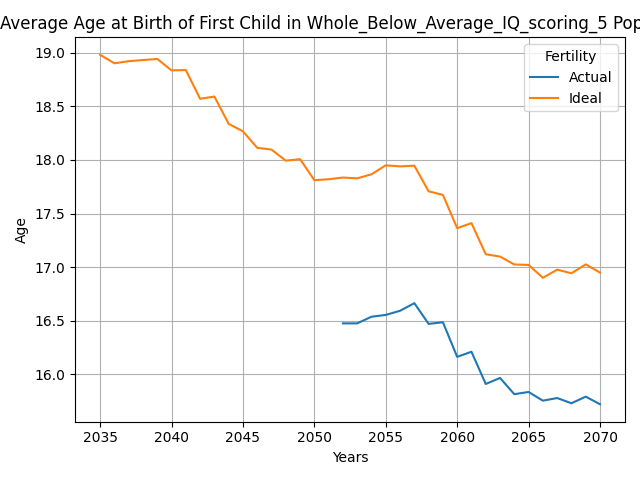 Average Age at Birth of First Child in Whole_Below_Average_IQ_scoring_5 Pop
Fertility
Actual
Ideal
Age
19.0
18.5
18.0
17.5
17.0
16.5
16.0
2035 2040 2045 2050 2055 2060 2065 2070
Years